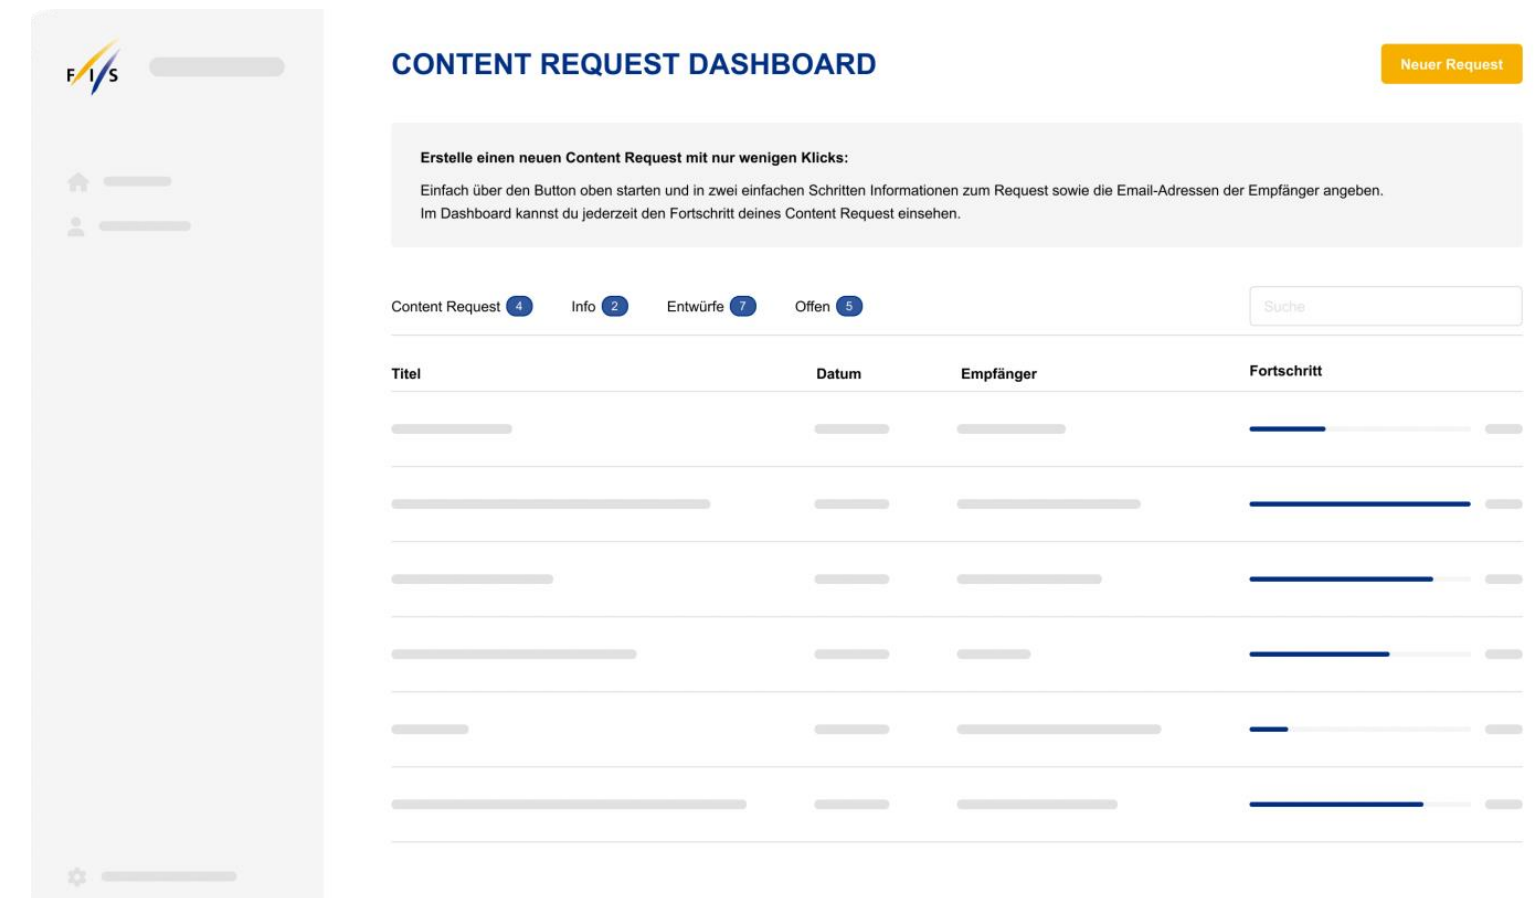 FIS
CONTENT REQUEST DASHBOARD
Neuer Request
Erstelle einen neuen Content Request mit nur wenigen Klicks:
Einfach über den Button oben starten und in zwei einfachen Schritten Informationen zum Request sowie die Email-Adressen der Empfänger angeben.
Im Dashboard kannst du jederzeit den Fortschritt deines Content Request einsehen.
Content Request 4 Info 2 Entwürfe 7 Offen 5 Suche
Titel Datum Empfänger Fortschritt